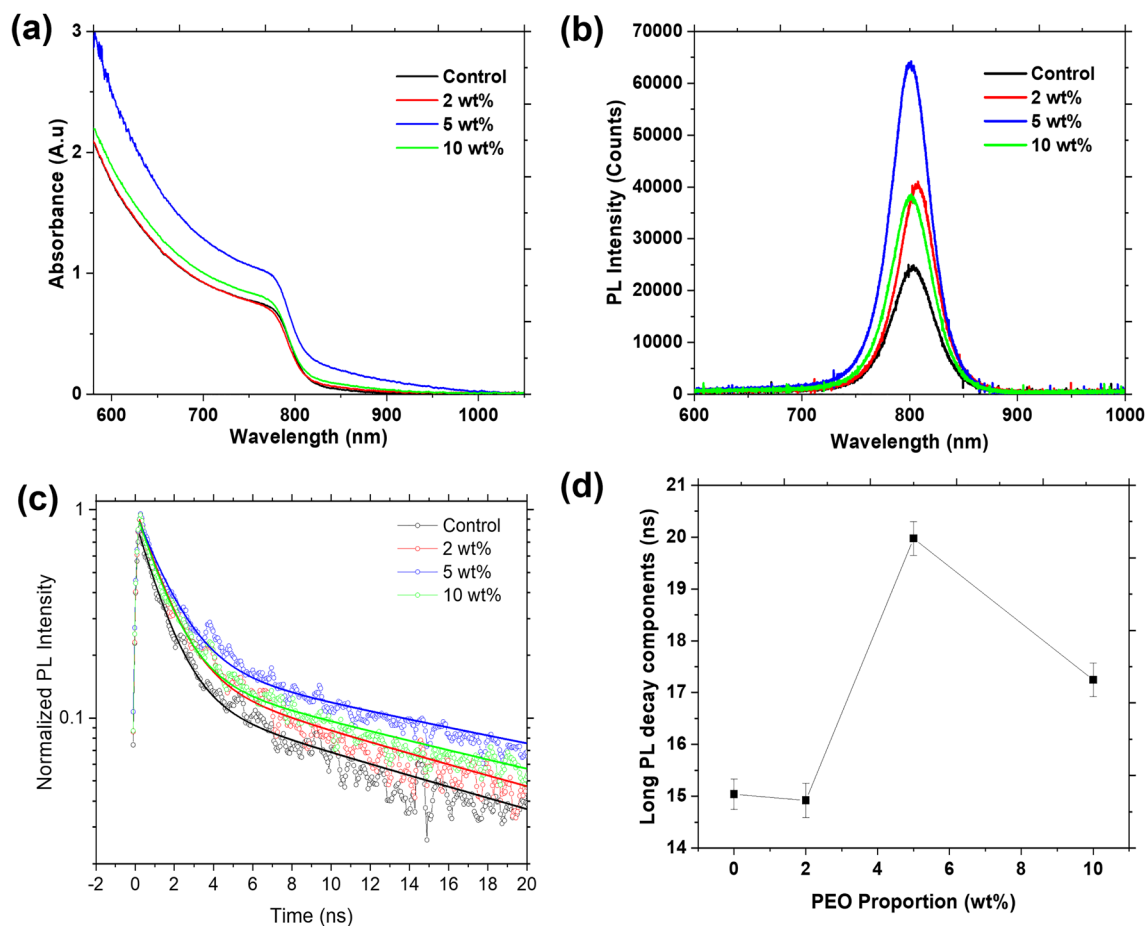 (a)
3
2
1
0
Absorbance (A.u)
Control
2 wt%
5 wt%
10 wt%
600
700
800
900
1000
Wavelength (nm)
(b)
70000
60000
50000
40000
30000
20000
10000
0
PL Intensity (Counts)
Control
2 wt%
5 wt%
10 wt%
600
700
800
900
1000
Wavelength (nm)
(c)
1
0.1
Normalized PL Intensity
Control
2 wt%
5 wt%
10 wt%
-2 0 2 4 6 8 10 12 14 16 18 20
Time (ns)
(d)
21
20
19
18
17
16
15
14
Long PL decay components (ns)
0 2 4 6 8 10
PEO Proportion (wt%)